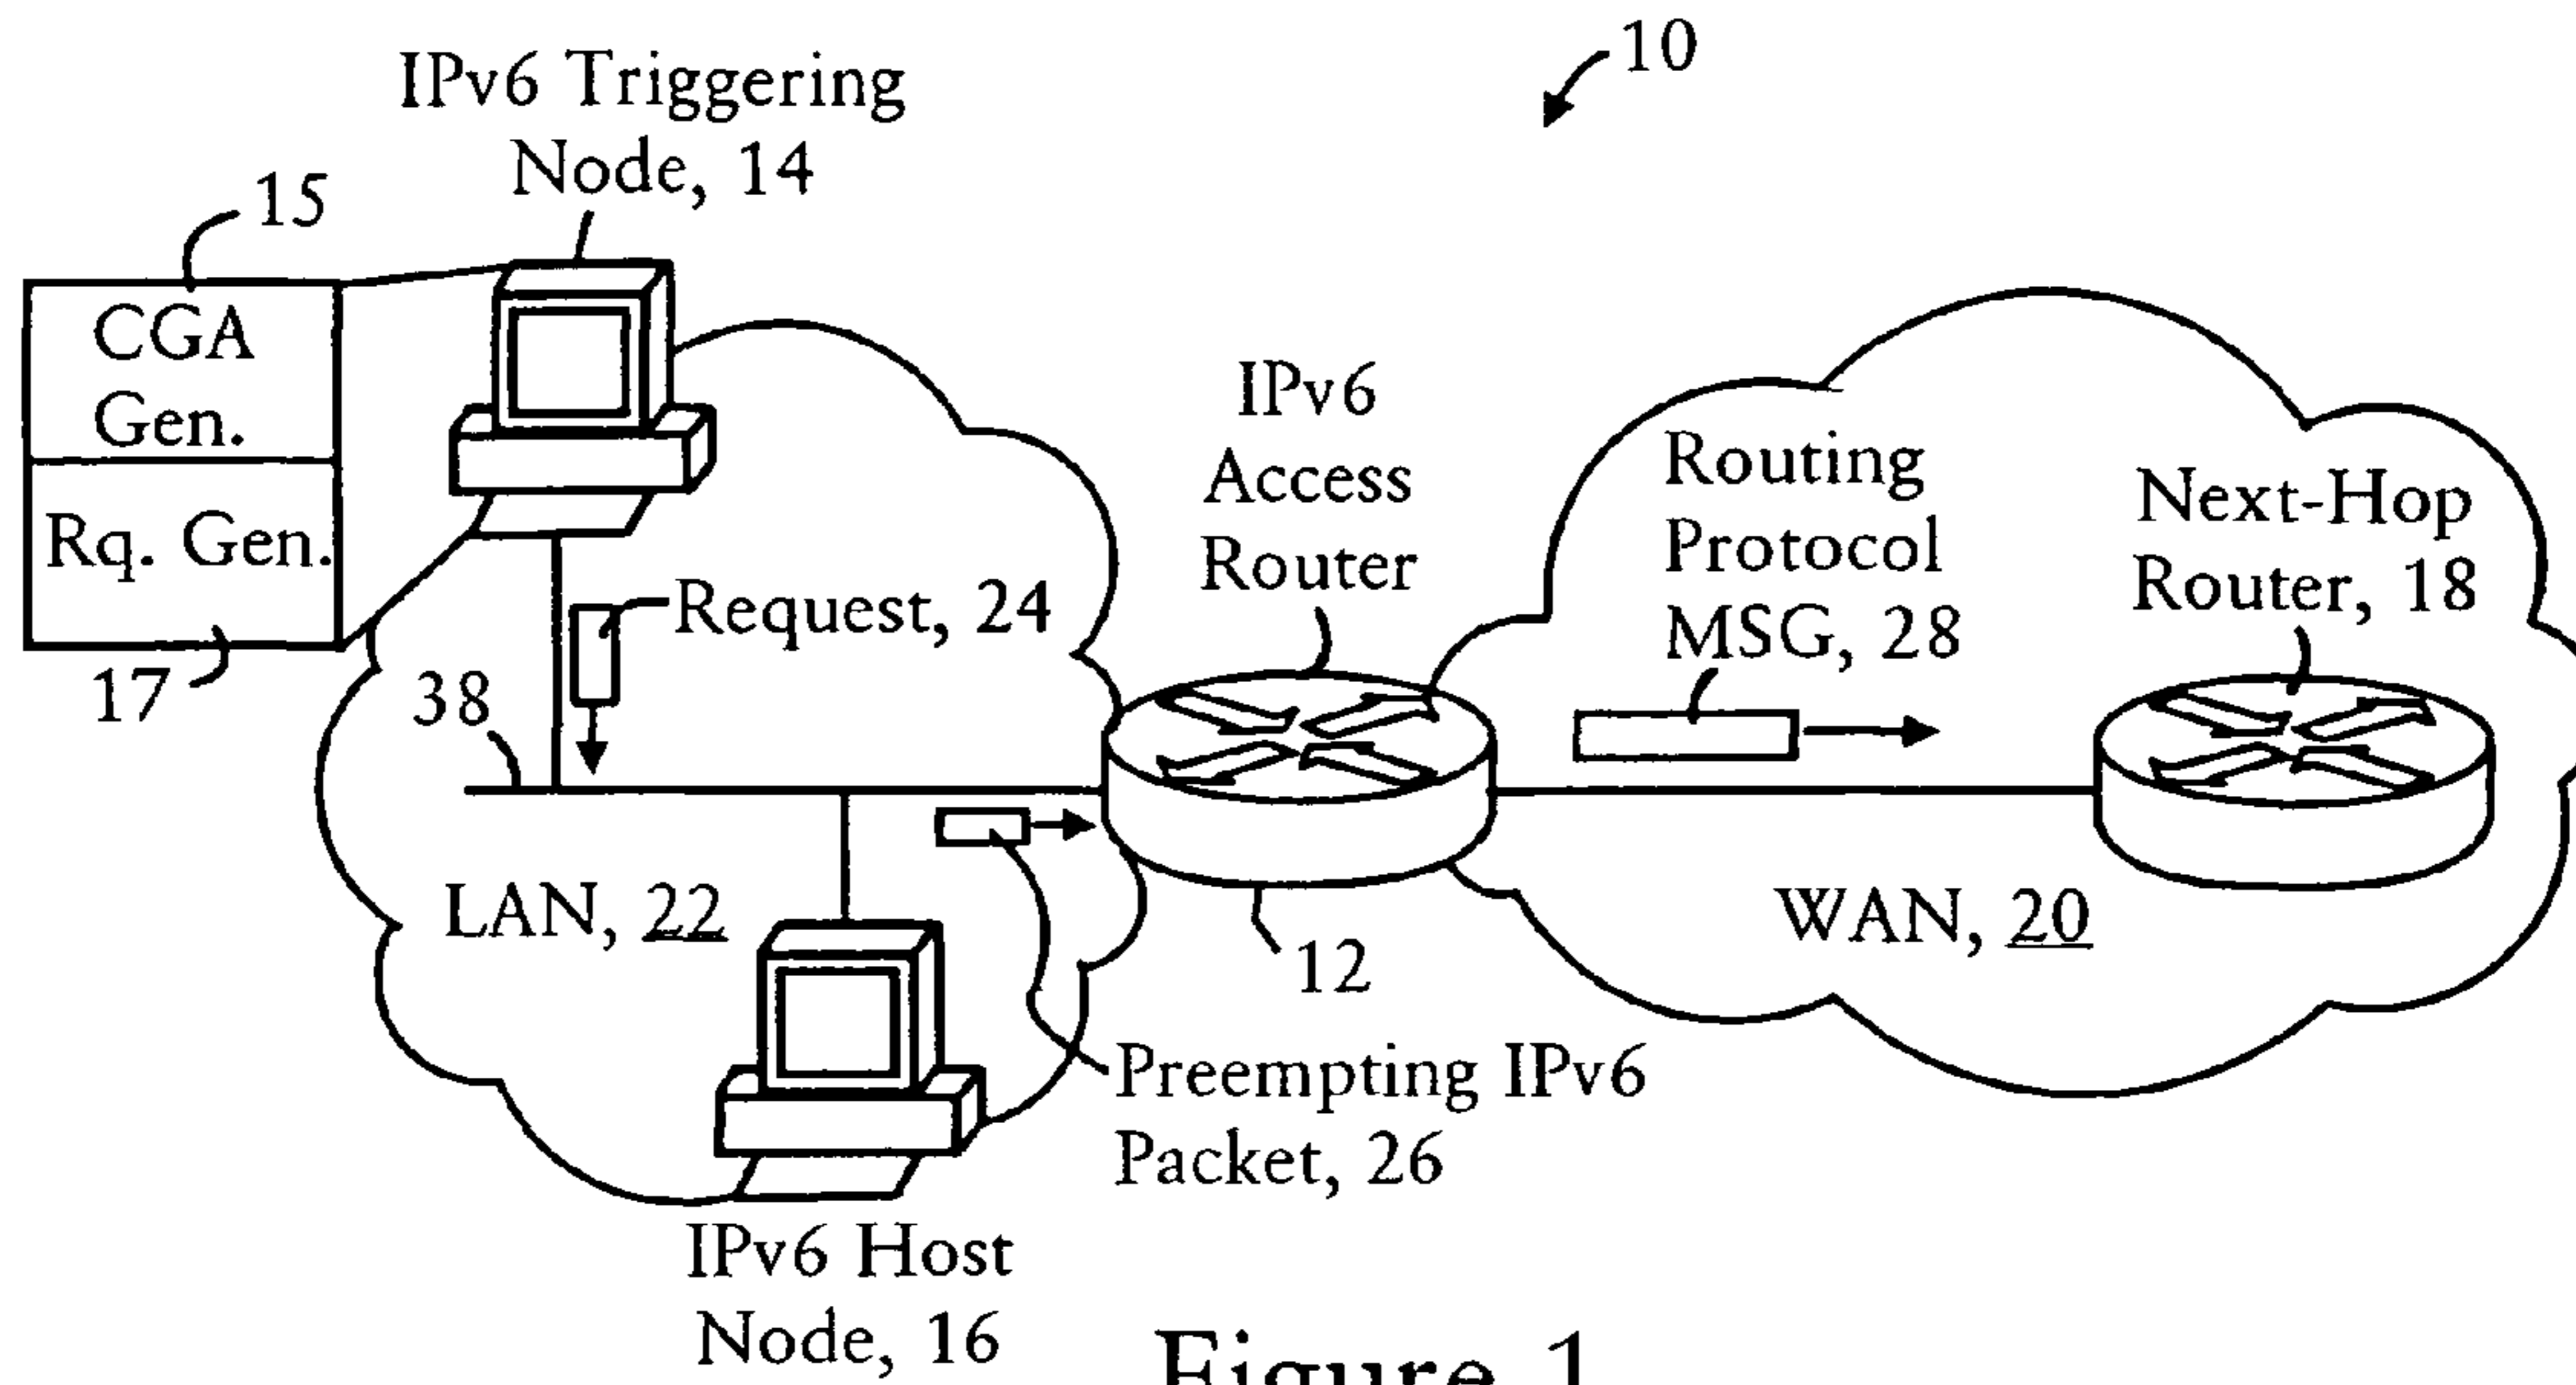 10
IPv6 Triggering
Node, 14
15
CGA
Gen.
Rq. Gen.
17
Request, 24
38
IPv6
Access
Router
12
Routing
Protocol
MSG, 28
Next-Hop
Router, 18
LAN, 22
WAN, 20
Preempting IPv6
Packet, 26
IPv6 Host
Node, 16
Figure 1